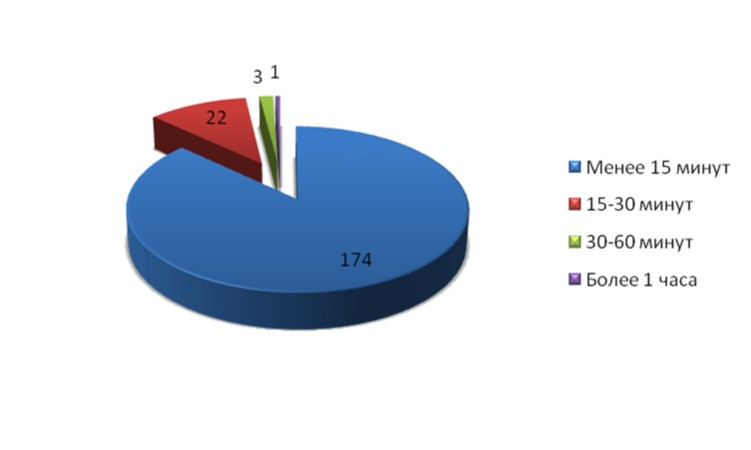 3 1
22
174
Менее 15 минут
15-30 минут
30-60 минут
Более 1 часа